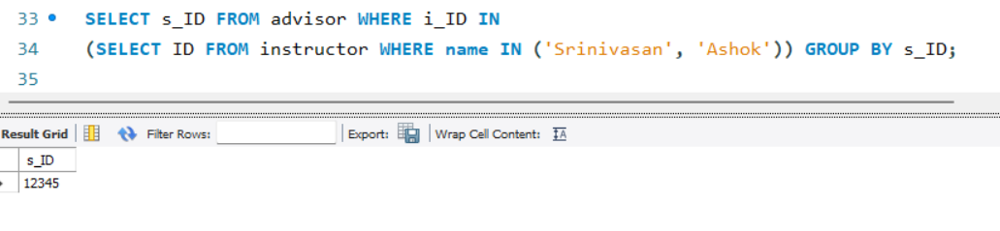 33 SELECT s_ID FROM advisor WHERE i_ID IN
34 (SELECT ID FROM instructor WHERE name IN ('Srinivasan', 'Ashok')) GROUP BY s_ID;
35
Result Grid Filter Rows: Export: Wrap Cell Content: IA
s_ID
12345